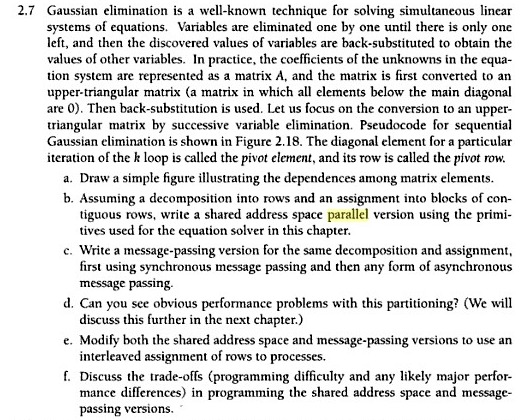 2.7 Gaussian elimination is a well-known technique for solving simultaneous linear
systems of equations. Variables are eliminated one by one until there is only one
left, and then the discovered values of variables are back-substituted to obtain the
values of other variables. In practice, the coefficients of the unknowns in the equa-
tion system are represented as a matrix A, and the matrix is first converted to an
upper-triangular matrix (a matrix in which all elements below the main diagonal
are 0). Then back-substitution is used. Let us focus on the conversion to an upper-
triangular matrix by successive variable elimination. Pseudocode for sequential
Gaussian elimination is shown in Figure 2.18. The diagonal element for a particular
iteration of the k loop is called the pivot element, and its row is called the pivot row.
a. Draw a simple figure illustrating the dependences among matrix elements.
b. Assuming a decomposition into rows and an assignment into blocks of con-
tiguous rows, write a shared address space parallel version using the primi-
tives used for the equation solver in this chapter.
c. Write a message-passing version for the same decomposition and assignment,
first using synchronous message passing and then any form of asynchronous
message passing.
d. Can you see obvious performance problems with this partitioning? (We will
discuss this further in the next chapter.)
e. Modify both the shared address space and message-passing versions to use an
interleaved assignment of rows to processes.
f. Discuss the trade-offs (programming difficulty and any likely major perfor-
mance differences) in programming the shared address space and message-
passing versions.